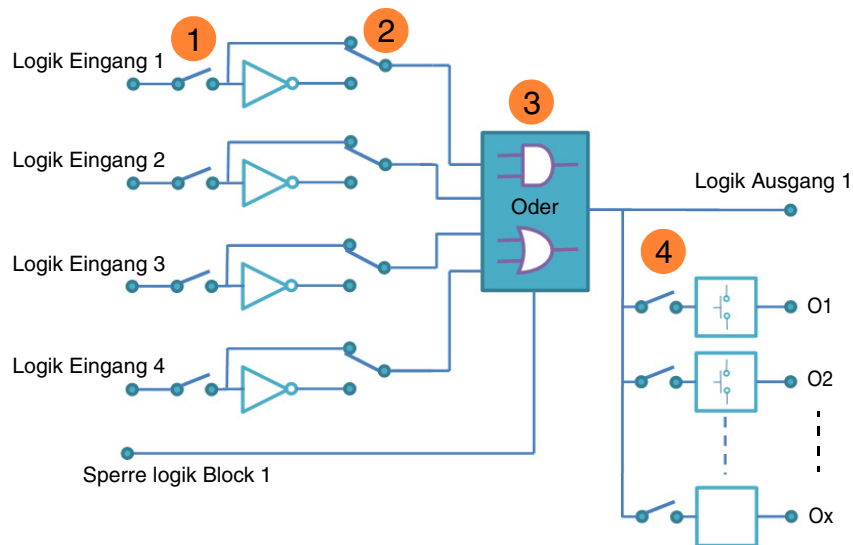 1
2
Logik Eingang 1
3
Logik Eingang 2
Logik Ausgang 1
Oder
4
Logik Eingang 3
O1
Logik Eingang 4
O2
Sperre logik Block 1
Ox